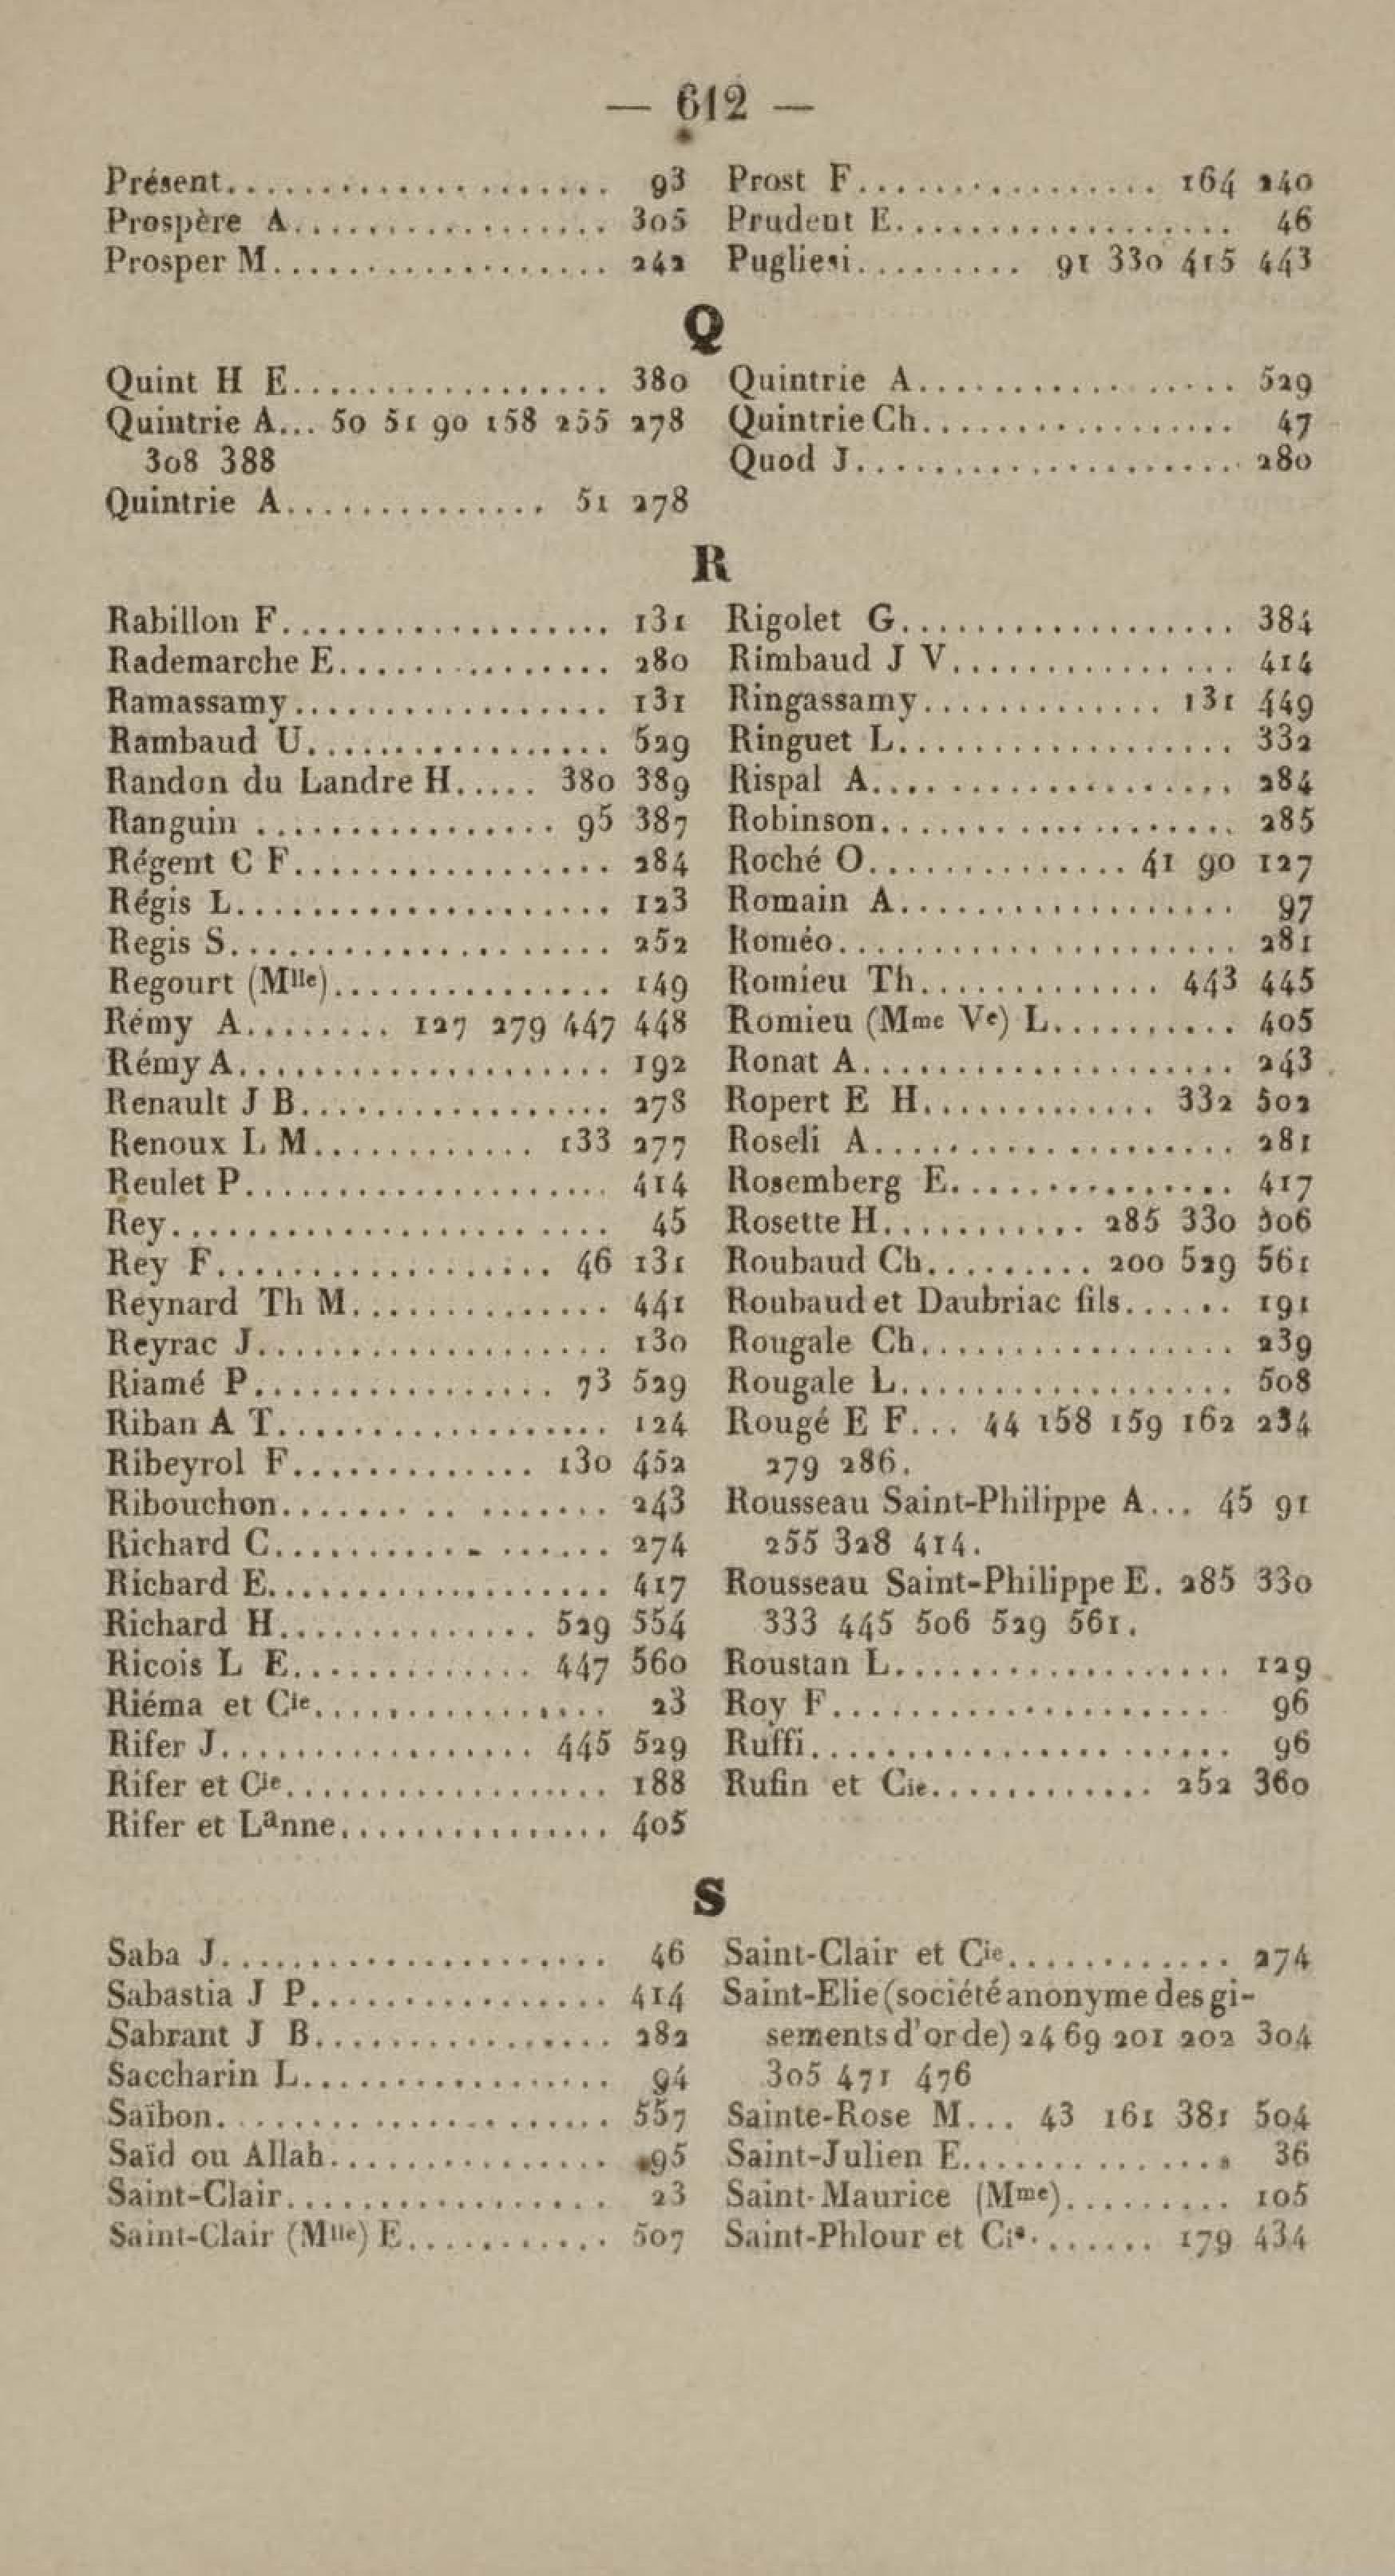 — 612 —
Présent..................... 93
Prospère A................. 305
Prosper M.................. 242
Prost F................ 164 240
Prudent E.................. 46
Pugliesi......... 91 330 415 443
Q
Quint H E................. 380
Quintrie A... 50 51 90 158 255 278
308 388
Quintrie A.............. 51 278
Quintrie A................. 529
Quintrie Ch................. 47
Quod J..................... 280
R
Rabillon F.................. 131
Rademarche E............... 280
Ramassamy................. 131
Rambaud U................. 529
Randon du Landre H..... 380 389
Ranguin ................ 95 387
Régent C F................. 284
Régis L.................... 123
Regis S.................... 252
Regourt (Mlle)............... 149
Rémy A........ 127 279 447 448
Rémy A.................... 192
Renault J B................. 278
Renoux L M............ 133 277
Reulet P.................... 414
Rey........................ 45
Rey F.................. 46 131
Reynard Th M.............. 441
Reyrac J................... 130
Riamé P................ 73 529
Riban A T.................. 124
Ribeyrol F............. 130 452
Ribouchon........ .. ....... 243
Richard C........... . ...... 274
Richard E................... 417
Richard H.............. 529 554
Ricois L E............. 447 560
Riéma et Cie................ 23
Rifer J................. 445 529
Rifer et Cie................. 188
Rifer et Lanne............... 405
Rigolet G.................. 384
Rimbaud J V............... 414
Ringassamy............. 131 449
Ringuet L.................. 332
Rispal A................... 284
Robinson................... 285
Roché O.............. 41 90 127
Romain A.................. 97
Roméo...................... 281
Romieu Th............. 443 445
Romieu (Mme Ve) L.......... 405
Ronat A.................... 243
Ropert E H............. 332 502
Roseli A.................... 281
Rosemberg E............... 417
Rosette H........... 285 330 506
Roubaud Ch......... 200 529 561
Roubaud et Daubriac fils...... 191
Rougale Ch................. 239
Rougale L.................. 508
Rougé E F... 44 158 159 162 234
279 286.
Rousseau Saint-Philippe A... 45 91
255 328 414.
Rousseau Saint-Philippe E. 285 330
333 445 506 529 561.
Roustan L.................. 129
Roy F..................... 96
Ruffi....................... 96
Rufin et Cie............ 252 360
S
Saba J..................... 46
Sabastia J P................ 414
Sabrant J B................ 282
Saccharin L................. 94
Saïbon...................... 557
Saïd ou Allah............... 95
Saint-Clair.................. 23
Saint-Clair (Mlle) E........... 507
Saint-Clair et Cie............ 274
Saint-Elie (société anonyme des gi-
sements d'or de) 24 69 201 202 304
305 471 476
Sainte-Rose M... 43 161 381 504
Saint-Julien E............... 36
Saint-Maurice (Mme)......... 105
Saint-Phlour et Cie....... 179 434